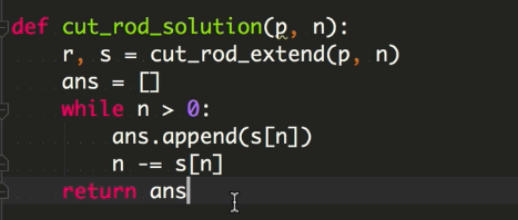 def cut_rod_solution(p, n):
    r, s = cut_rod_extend(p, n)
    ans = []
    while n > 0:
        ans.append(s[n])
        n -= s[n]
    return ans